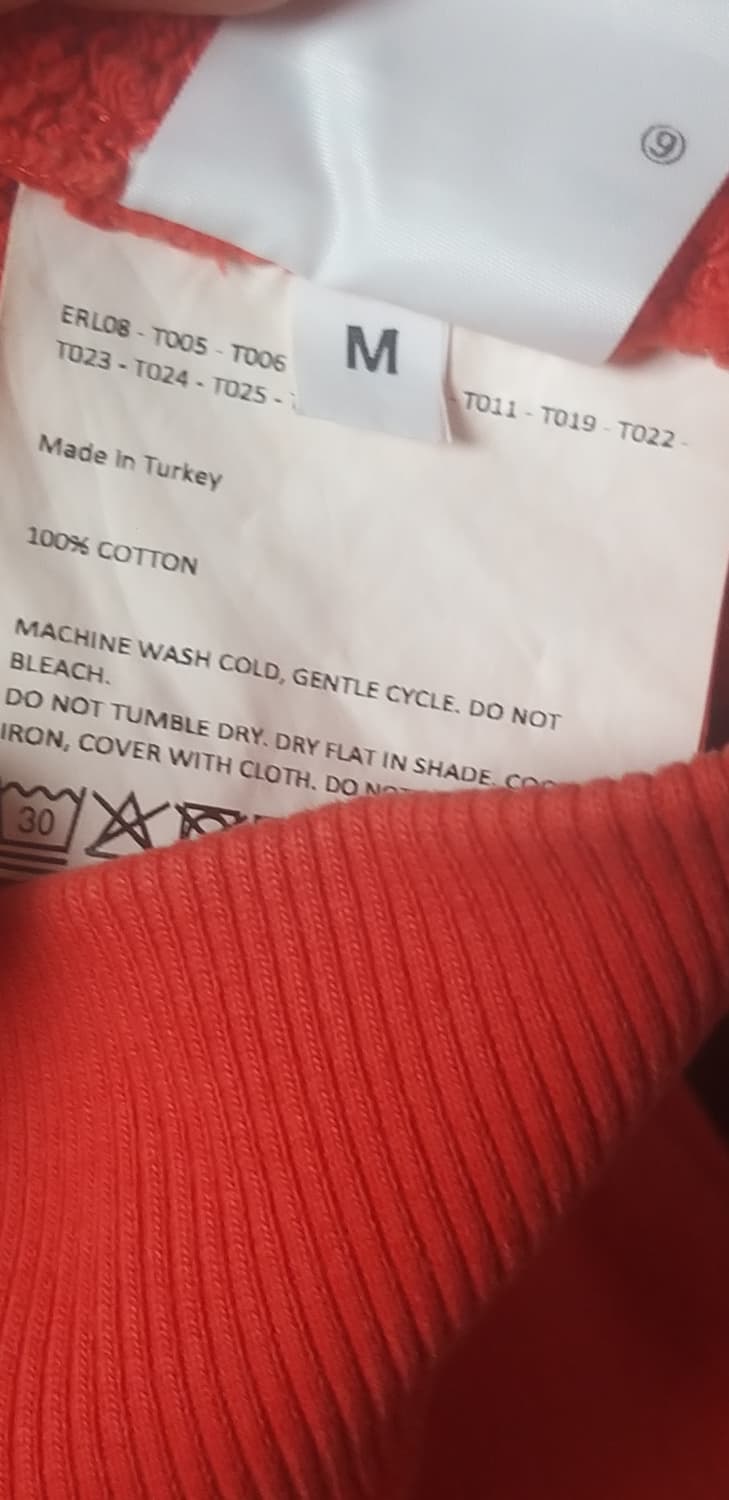 ⑨
M
ERL08 - T005 - T006 - T011 - T019 - T022 -
T023 - T024 - T025 -
Made in Turkey
100% COTTON
MACHINE WASH COLD, GENTLE CYCLE. DO NOT
BLEACH.
DO NOT TUMBLE DRY. DRY FLAT IN SHADE.
IRON, COVER WITH CLOTH. DO
30